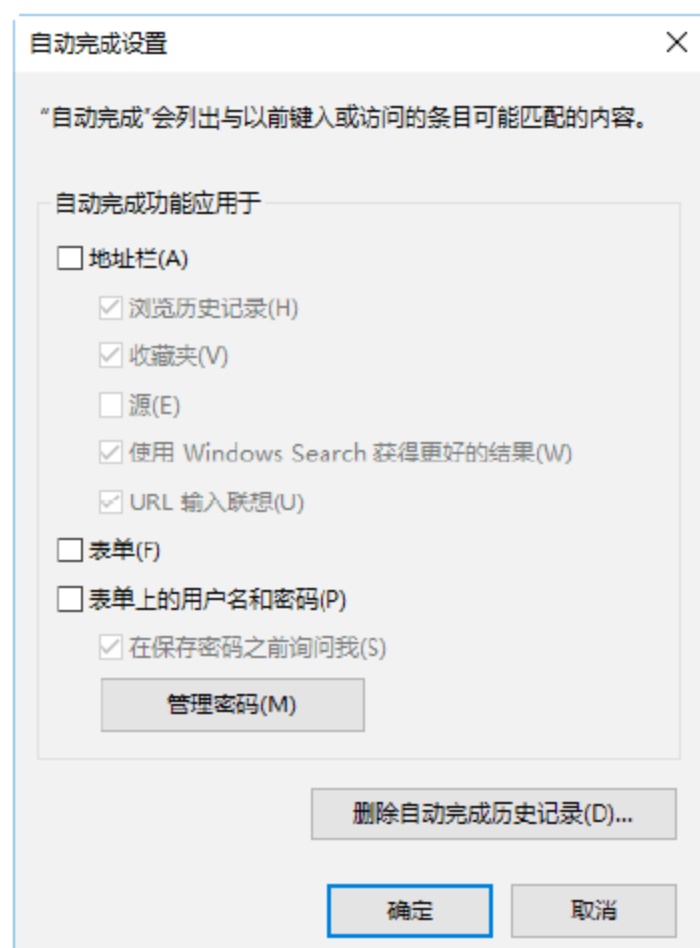 自动完成设置
“自动完成”会列出与以前键入或访问的条目可能匹配的内容。
自动完成功能应用于
地址栏(A)
浏览历史记录(H)
收藏夹(V)
源(E)
使用 Windows Search 获得更好的结果(W)
URL 输入联想(U)
表单(F)
表单上的用户名和密码(P)
在保存密码之前询问我(S)
管理密码(M)
删除自动完成历史记录(D)...
确定
取消